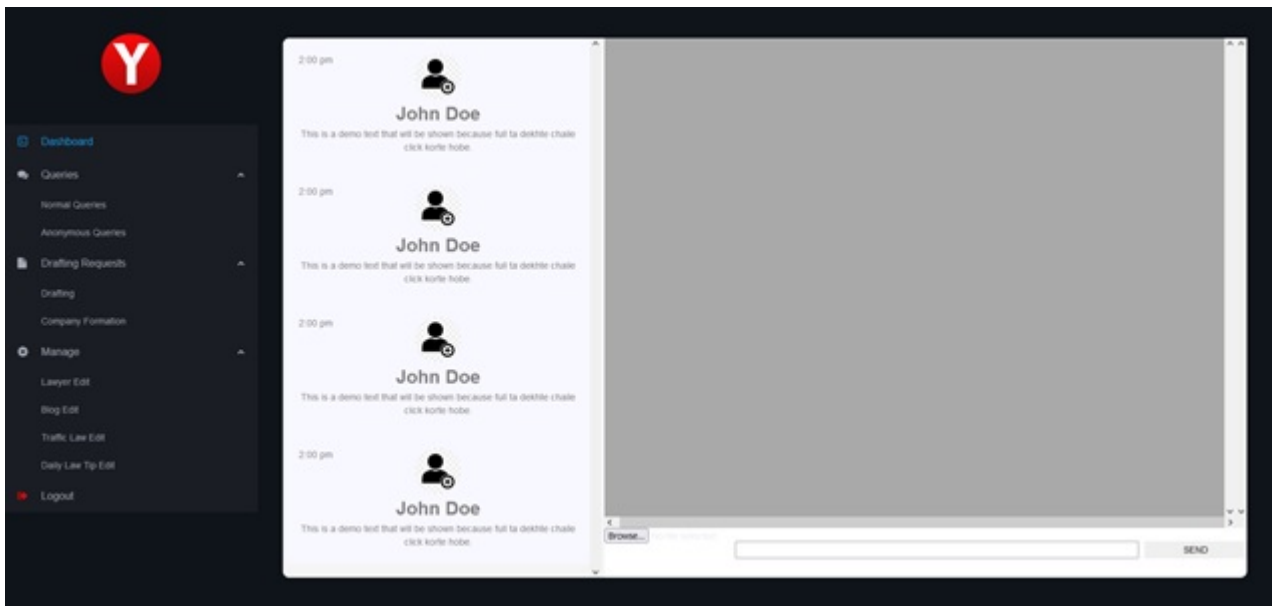 Y
Dashboard
Queries
Normal Queries
Anonymous Queries
Drafting Requests
Drafting
Company Formation
Manage
Lawyer Edit
Blog Edit
Traffic Law Edit
Daily Law Tip Edit
Logout
2:00 pm
John Doe
This is a demo text that will be shown because full ta dekhte chaile
click korte hobe.
2:00 pm
John Doe
This is a demo text that will be shown because full ta dekhte chaile
click korte hobe.
2:00 pm
John Doe
This is a demo text that will be shown because full ta dekhte chaile
click korte hobe.
2:00 pm
John Doe
This is a demo text that will be shown because full ta dekhte chaile
click korte hobe.
Browse... No file selected.
SEND